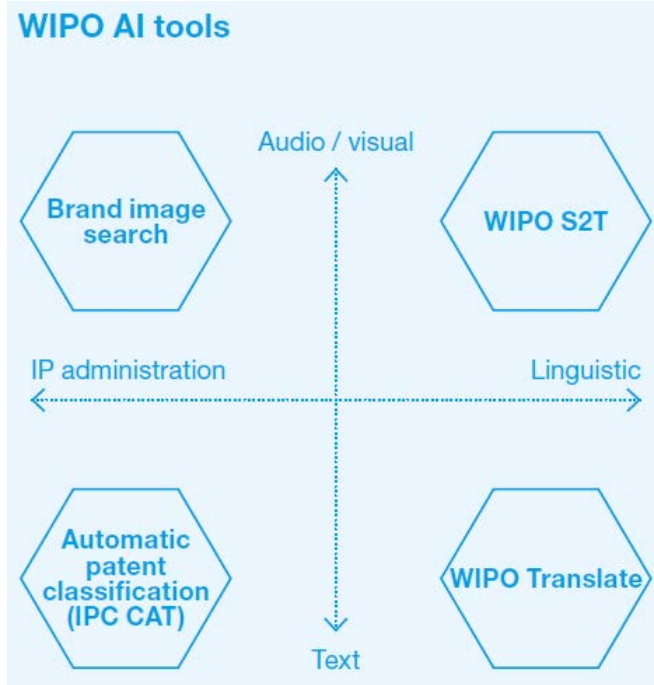 WIPO AI tools
Audio / visual
Brand image
search
WIPO S2T
IP administration
Linguistic
Automatic
patent
classification
(IPC CAT)
WIPO Translate
Text